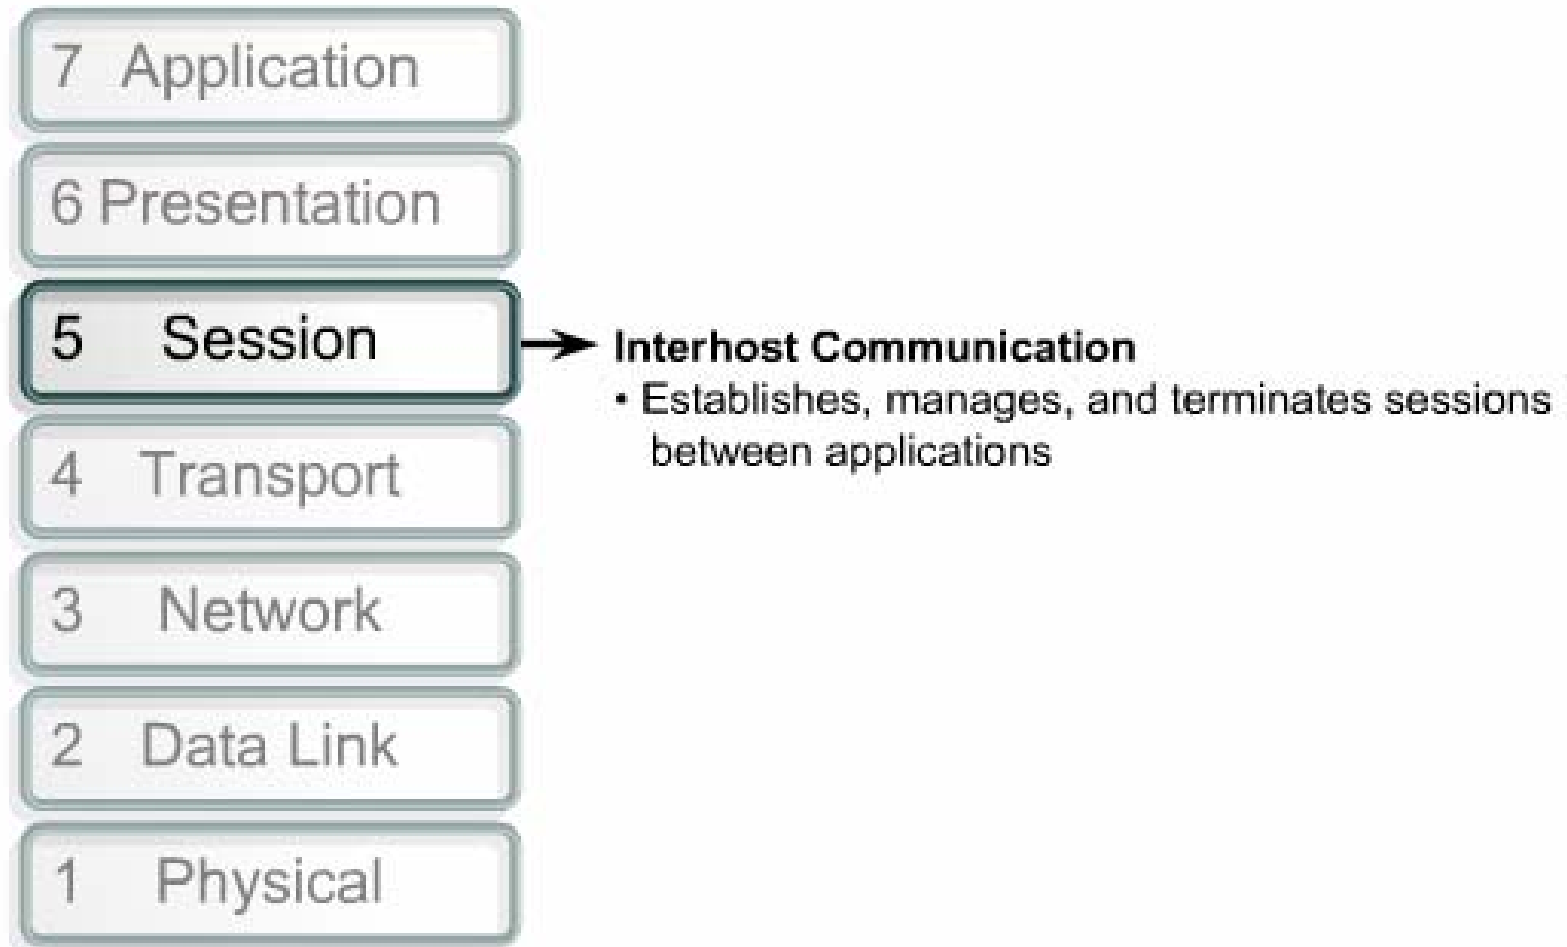 7 Application
6 Presentation
5 Session
Interhost Communication
• Establishes, manages, and terminates sessions
between applications
4 Transport
3 Network
2 Data Link
1 Physical